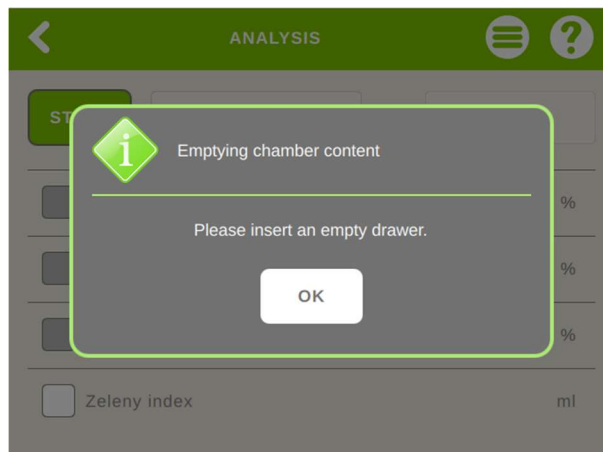 ANALYSIS
ST
Emptying chamber content
%
Please insert an empty drawer.
%
OK
%
Zeleny index ml